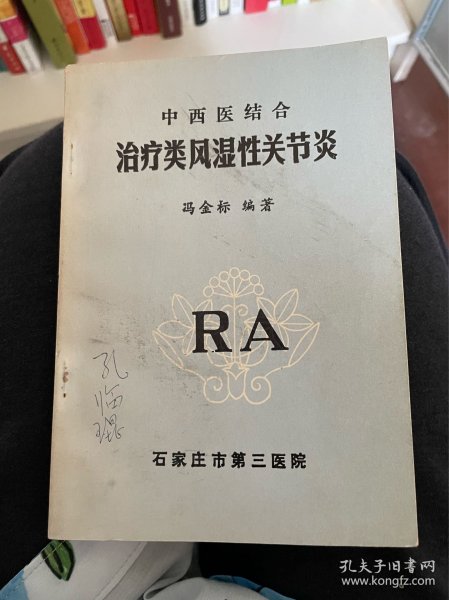 中西医结合
治疗类风湿性关节炎
冯金标 编著
RA
孔临琨
石家庄市第三医院
孔夫子旧书网
www.kongfz.com